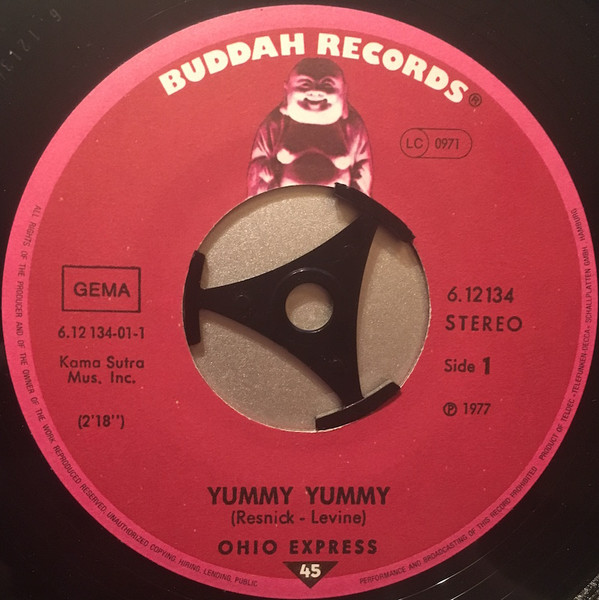 BUDDAH RECORDS®
LC 0971
GEMA
6.12 134-01-1
Kama Sutra
Mus. Inc.
(2'18")
6.12134
STEREO
Side 1
℗ 1977
YUMMY YUMMY
(Resnick - Levine)
OHIO EXPRESS
45
ALL RIGHTS OF THE PRODUCER AND OF THE OWNER OF THE WORK REPRODUCED RESERVED, UNAUTHORIZED COPYING, HIRING, LENDING, PUBLIC
PERFORMANCE AND BROADCASTING OF THIS RECORD PROHIBITED
PRODUCT OF TELDEC »TELEFUNKEN-DECCA« SCHALLPLATTEN GMBH HAMBURG